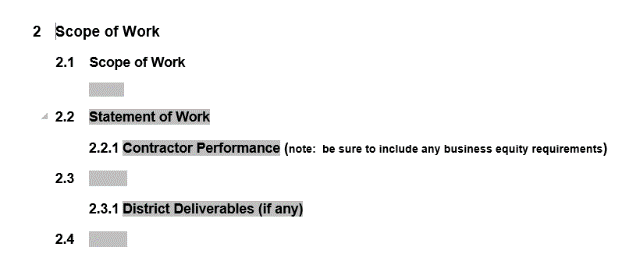 2 Scope of Work
2.1 Scope of Work
2.2 Statement of Work
2.2.1 Contractor Performance (note: be sure to include any business equity requirements)
2.3
2.3.1 District Deliverables (if any)
2.4